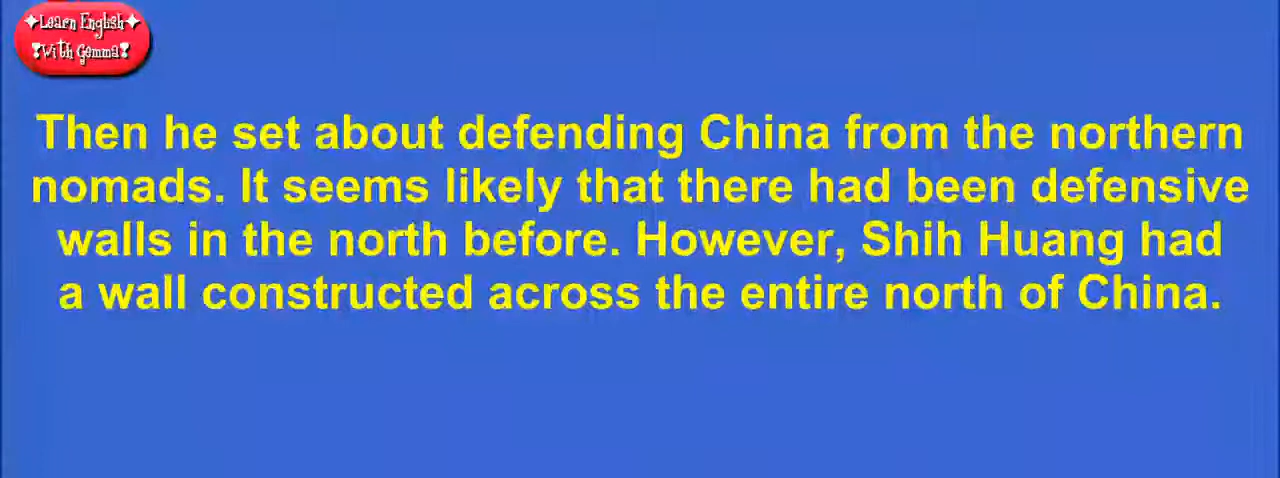 ✦Learn English✦
❣With Gemma❣
Then he set about defending China from the northern
nomads. It seems likely that there had been defensive
walls in the north before. However, Shih Huang had
a wall constructed across the entire north of China.